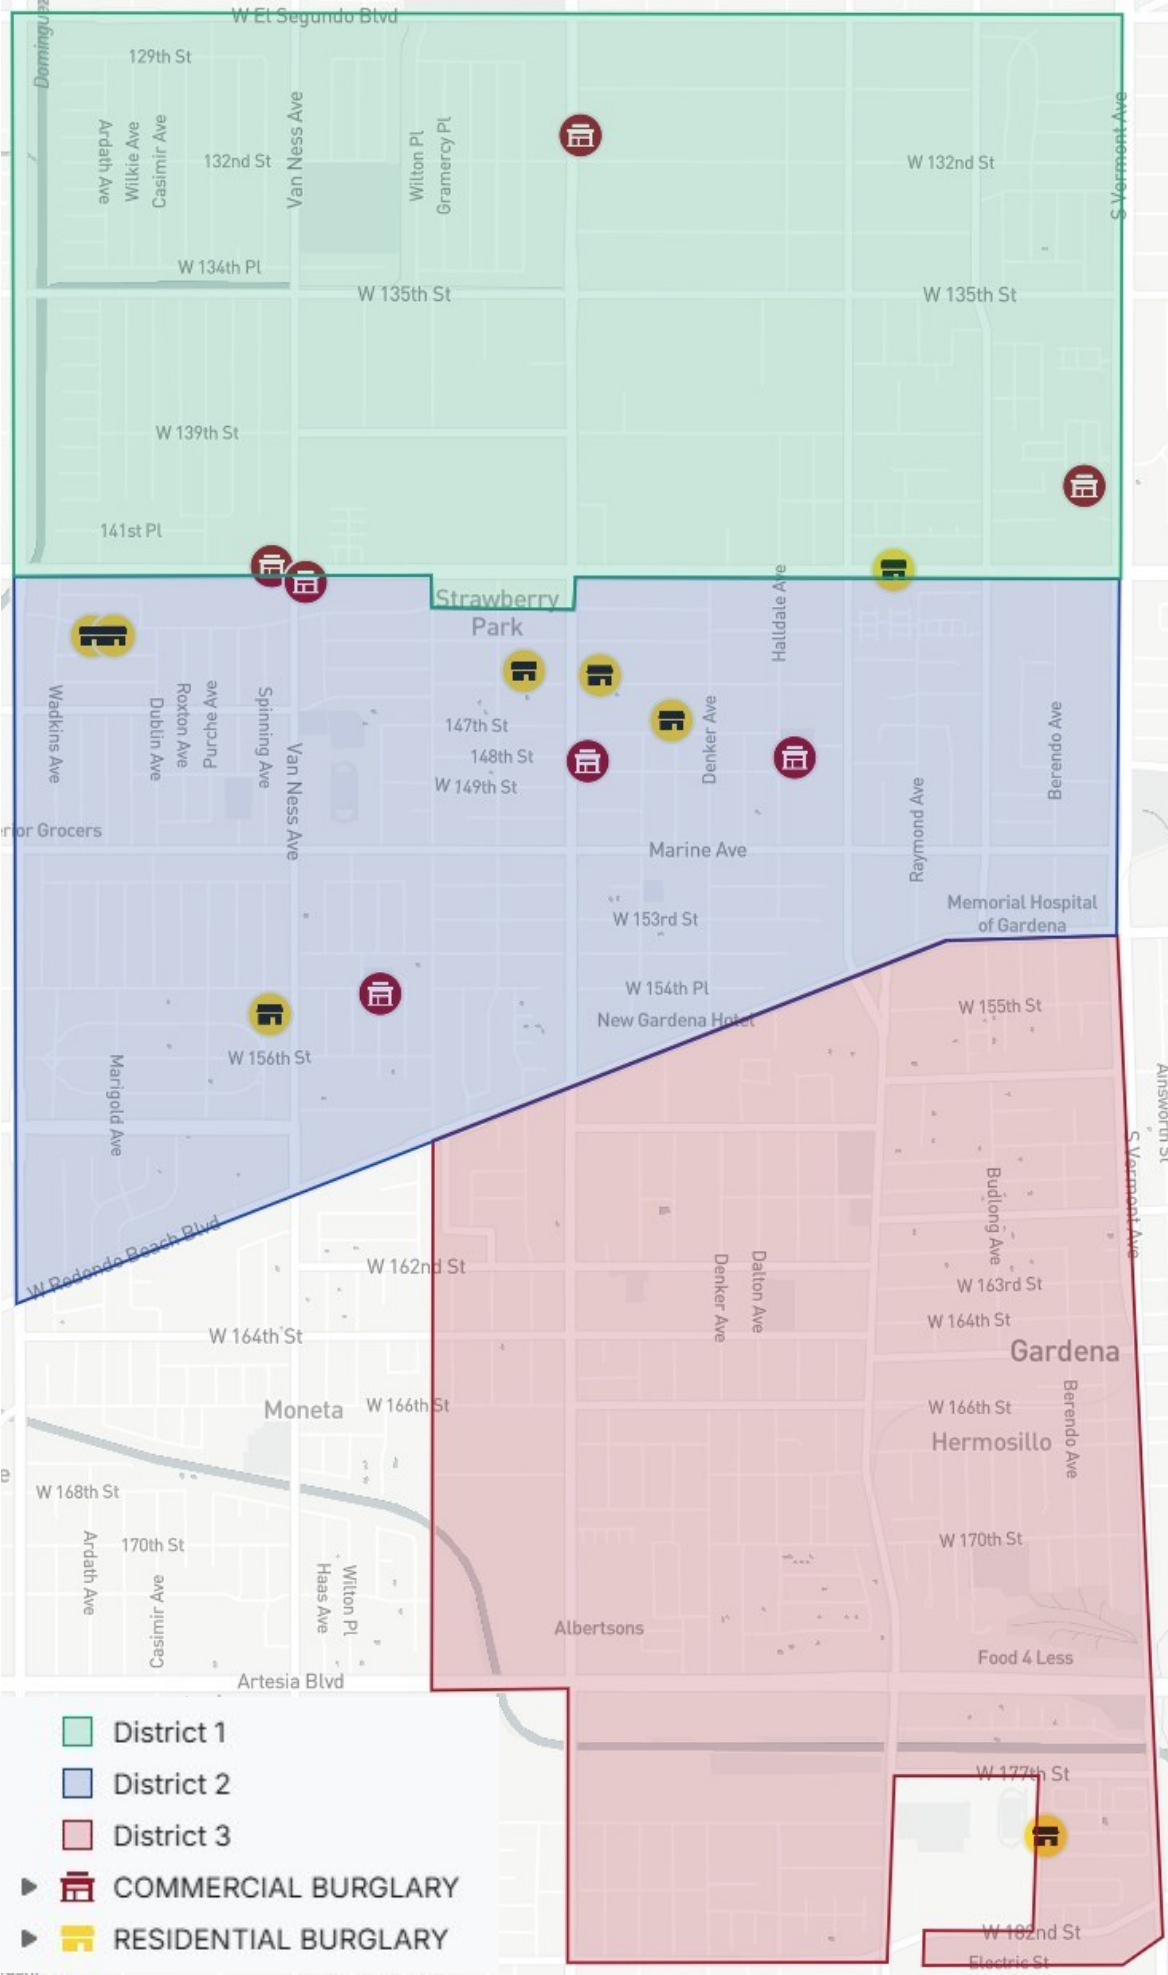 W El Segundo Blvd
Dominguez
129th St
Ardath Ave
Wilkie Ave
Casimir Ave
132nd St
Van Ness Ave
Wilton Pl
Gramercy Pl
W 132nd St
S Vermont Ave
W 134th Pl
W 135th St
W 135th St
W 139th St
141st Pl
Strawberry
Park
Halldale Ave
Wadkins Ave
Dublin Ave
Roxton Ave
Purche Ave
Spinning Ave
Van Ness Ave
147th St
148th St
W 149th St
Denker Ave
Berendo Ave
Raymond Ave
erior Grocers
Marine Ave
W 153rd St
Memorial Hospital
of Gardena
W 154th Pl
New Gardena Hotel
W 155th St
W 156th St
Marigold Ave
Ainsworth St
S Vermont Ave
Budlong Ave
W Redondo Beach Blvd
W 162nd St
Denker Ave
Dalton Ave
W 163rd St
W 164th St
W 164th St
Gardena
Moneta
W 166th St
W 166th St
Berendo Ave
Hermosillo
W 168th St
Ardath Ave
170th St
W 170th St
Casimir Ave
Haas Ave
Wilton Pl
Albertsons
Food 4 Less
Artesia Blvd
W 177th St
W 182nd St
Electric St
District 1
District 2
District 3
COMMERCIAL BURGLARY
RESIDENTIAL BURGLARY